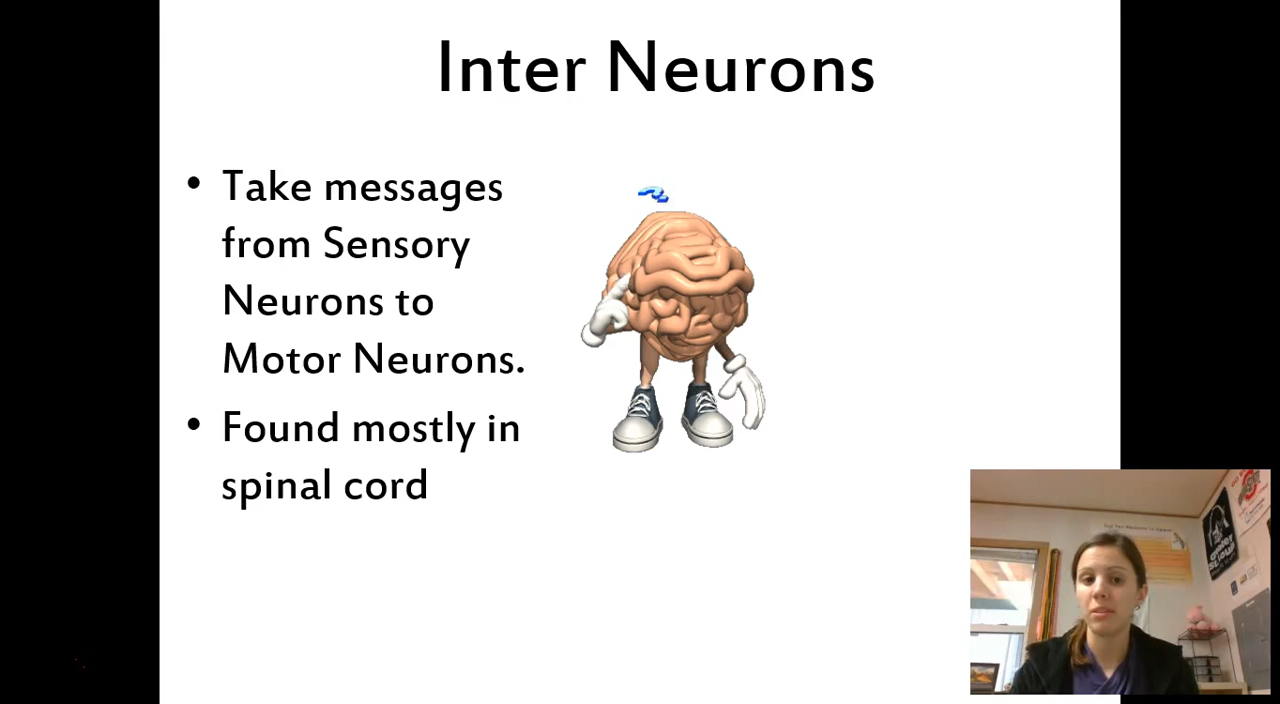 Inter Neurons
• Take messages
from Sensory
Neurons to
Motor Neurons.
• Found mostly in
spinal cord